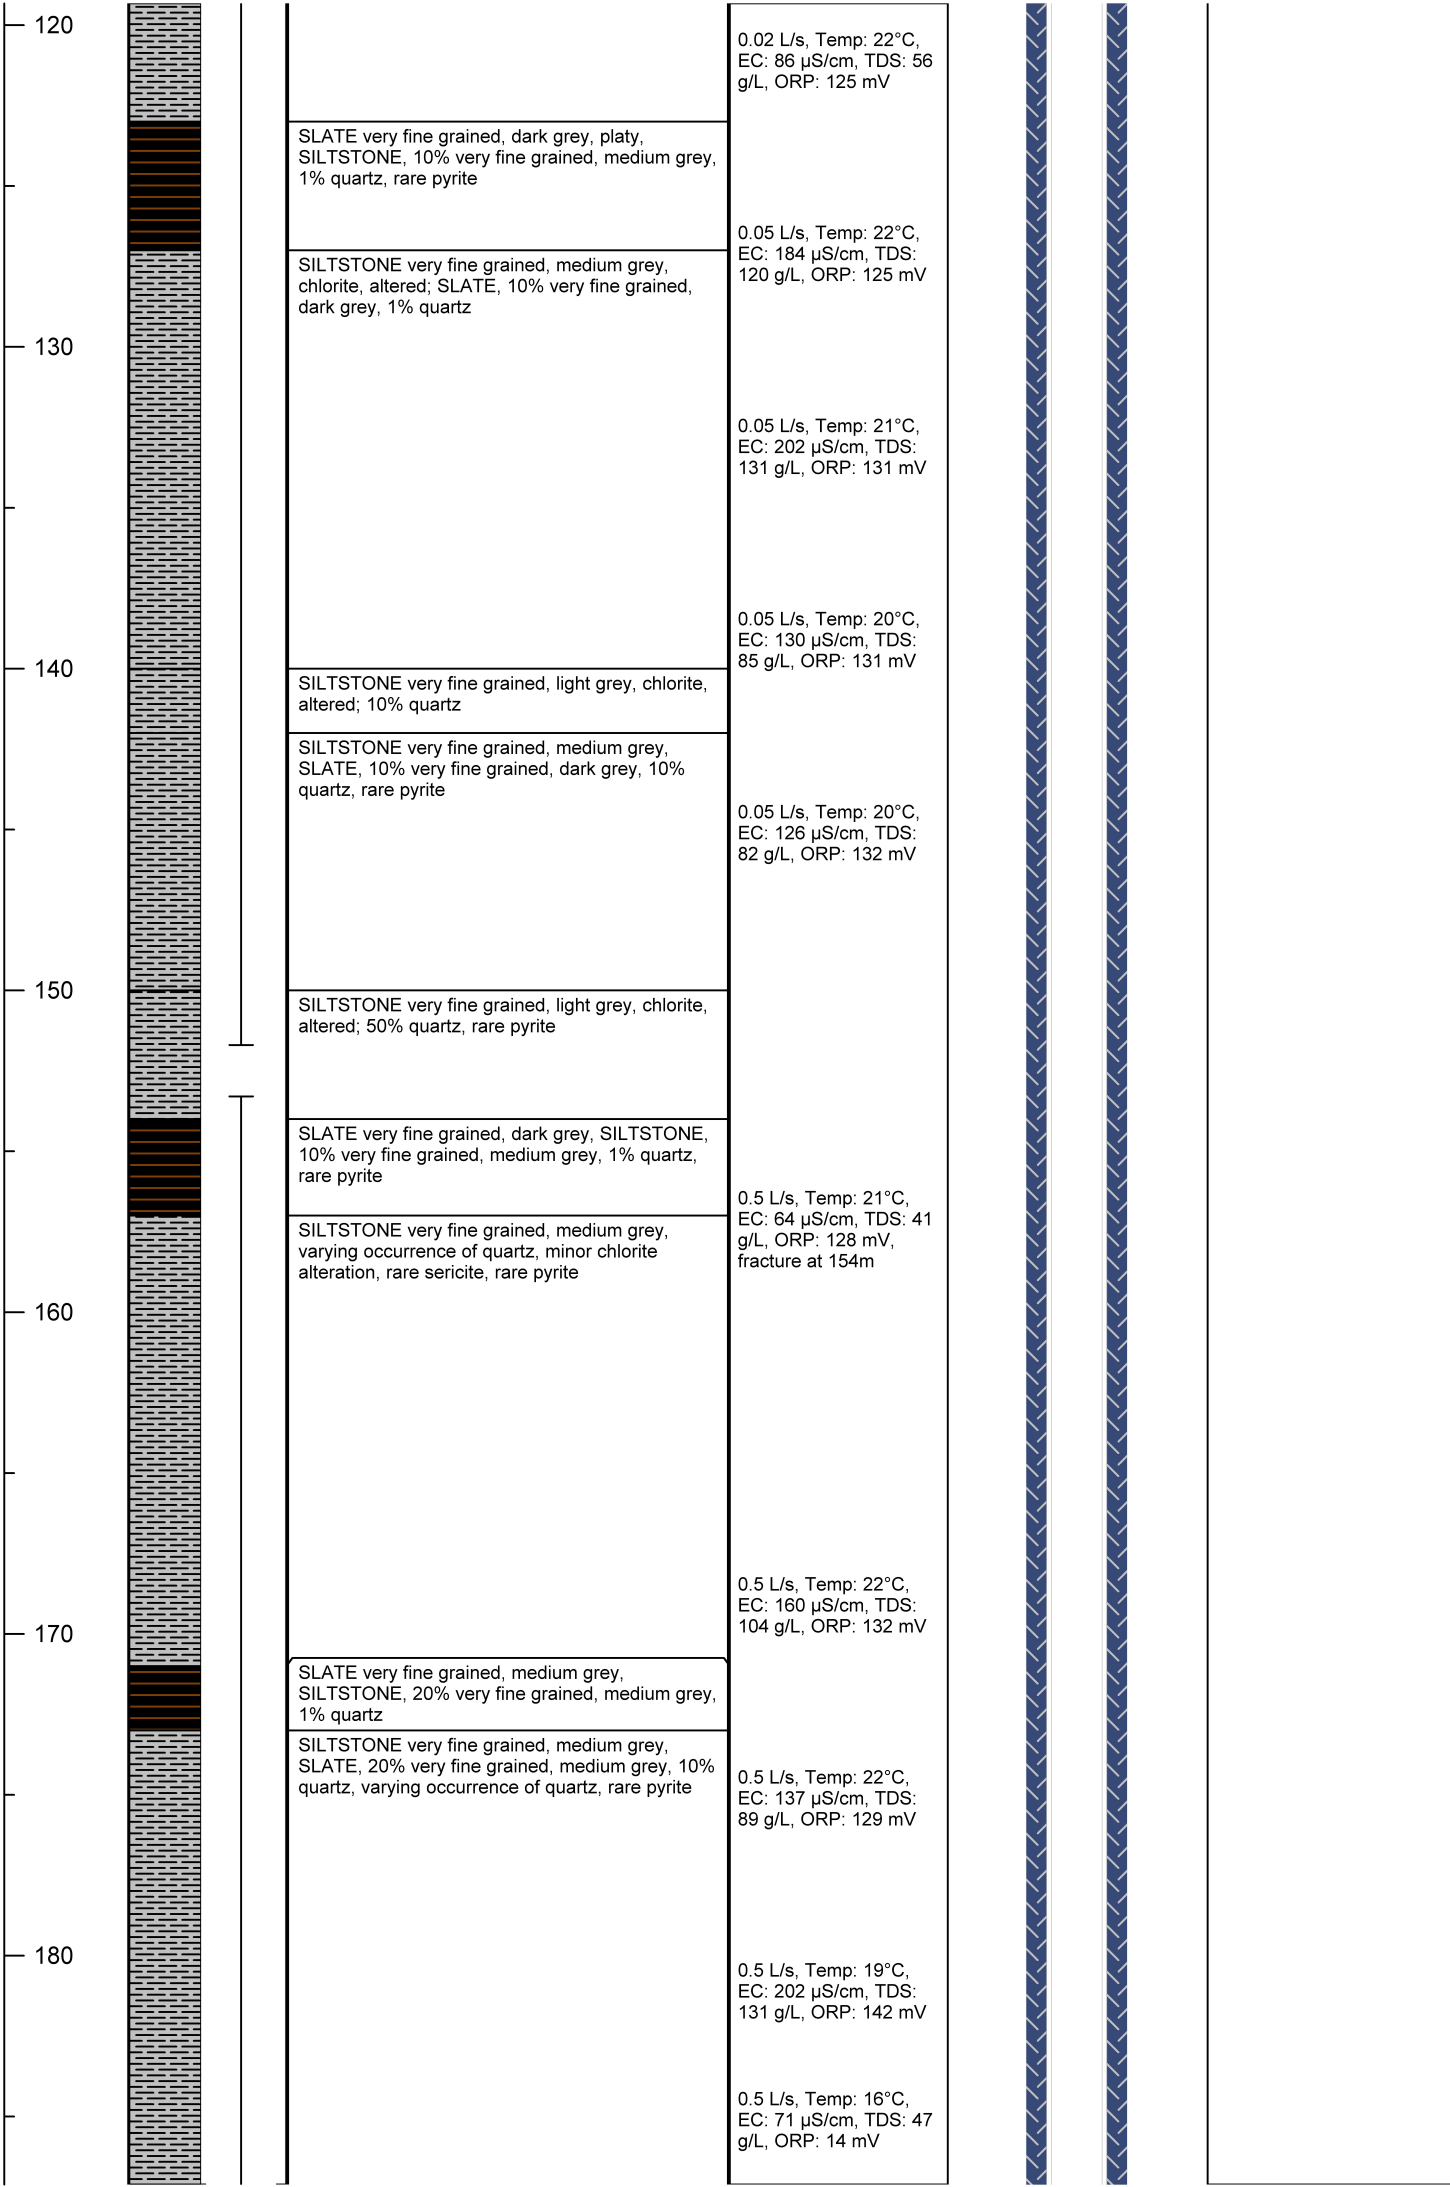 120
0.02 L/s, Temp: 22°C,
EC: 86 µS/cm, TDS: 56
g/L, ORP: 125 mV
SLATE very fine grained, dark grey, platy,
SILTSTONE, 10% very fine grained, medium grey,
1% quartz, rare pyrite
0.05 L/s, Temp: 22°C,
EC: 184 µS/cm, TDS:
120 g/L, ORP: 125 mV
SILTSTONE very fine grained, medium grey,
chlorite, altered; SLATE, 10% very fine grained,
dark grey, 1% quartz
130
0.05 L/s, Temp: 21°C,
EC: 202 µS/cm, TDS:
131 g/L, ORP: 131 mV
0.05 L/s, Temp: 20°C,
EC: 130 µS/cm, TDS:
85 g/L, ORP: 131 mV
140
SILTSTONE very fine grained, light grey, chlorite,
altered; 10% quartz
SILTSTONE very fine grained, medium grey,
SLATE, 10% very fine grained, dark grey, 10%
quartz, rare pyrite
0.05 L/s, Temp: 20°C,
EC: 126 µS/cm, TDS:
82 g/L, ORP: 132 mV
150
SILTSTONE very fine grained, light grey, chlorite,
altered; 50% quartz, rare pyrite
SLATE very fine grained, dark grey, SILTSTONE,
10% very fine grained, medium grey, 1% quartz,
rare pyrite
0.5 L/s, Temp: 21°C,
EC: 64 µS/cm, TDS: 41
g/L, ORP: 128 mV,
fracture at 154m
SILTSTONE very fine grained, medium grey,
varying occurrence of quartz, minor chlorite
alteration, rare sericite, rare pyrite
160
0.5 L/s, Temp: 22°C,
EC: 160 µS/cm, TDS:
104 g/L, ORP: 132 mV
170
SLATE very fine grained, medium grey,
SILTSTONE, 20% very fine grained, medium grey,
1% quartz
SILTSTONE very fine grained, medium grey,
SLATE, 20% very fine grained, medium grey, 10%
quartz, varying occurrence of quartz, rare pyrite
0.5 L/s, Temp: 22°C,
EC: 137 µS/cm, TDS:
89 g/L, ORP: 129 mV
180
0.5 L/s, Temp: 19°C,
EC: 202 µS/cm, TDS:
131 g/L, ORP: 142 mV
0.5 L/s, Temp: 16°C,
EC: 71 µS/cm, TDS: 47
g/L, ORP: 14 mV